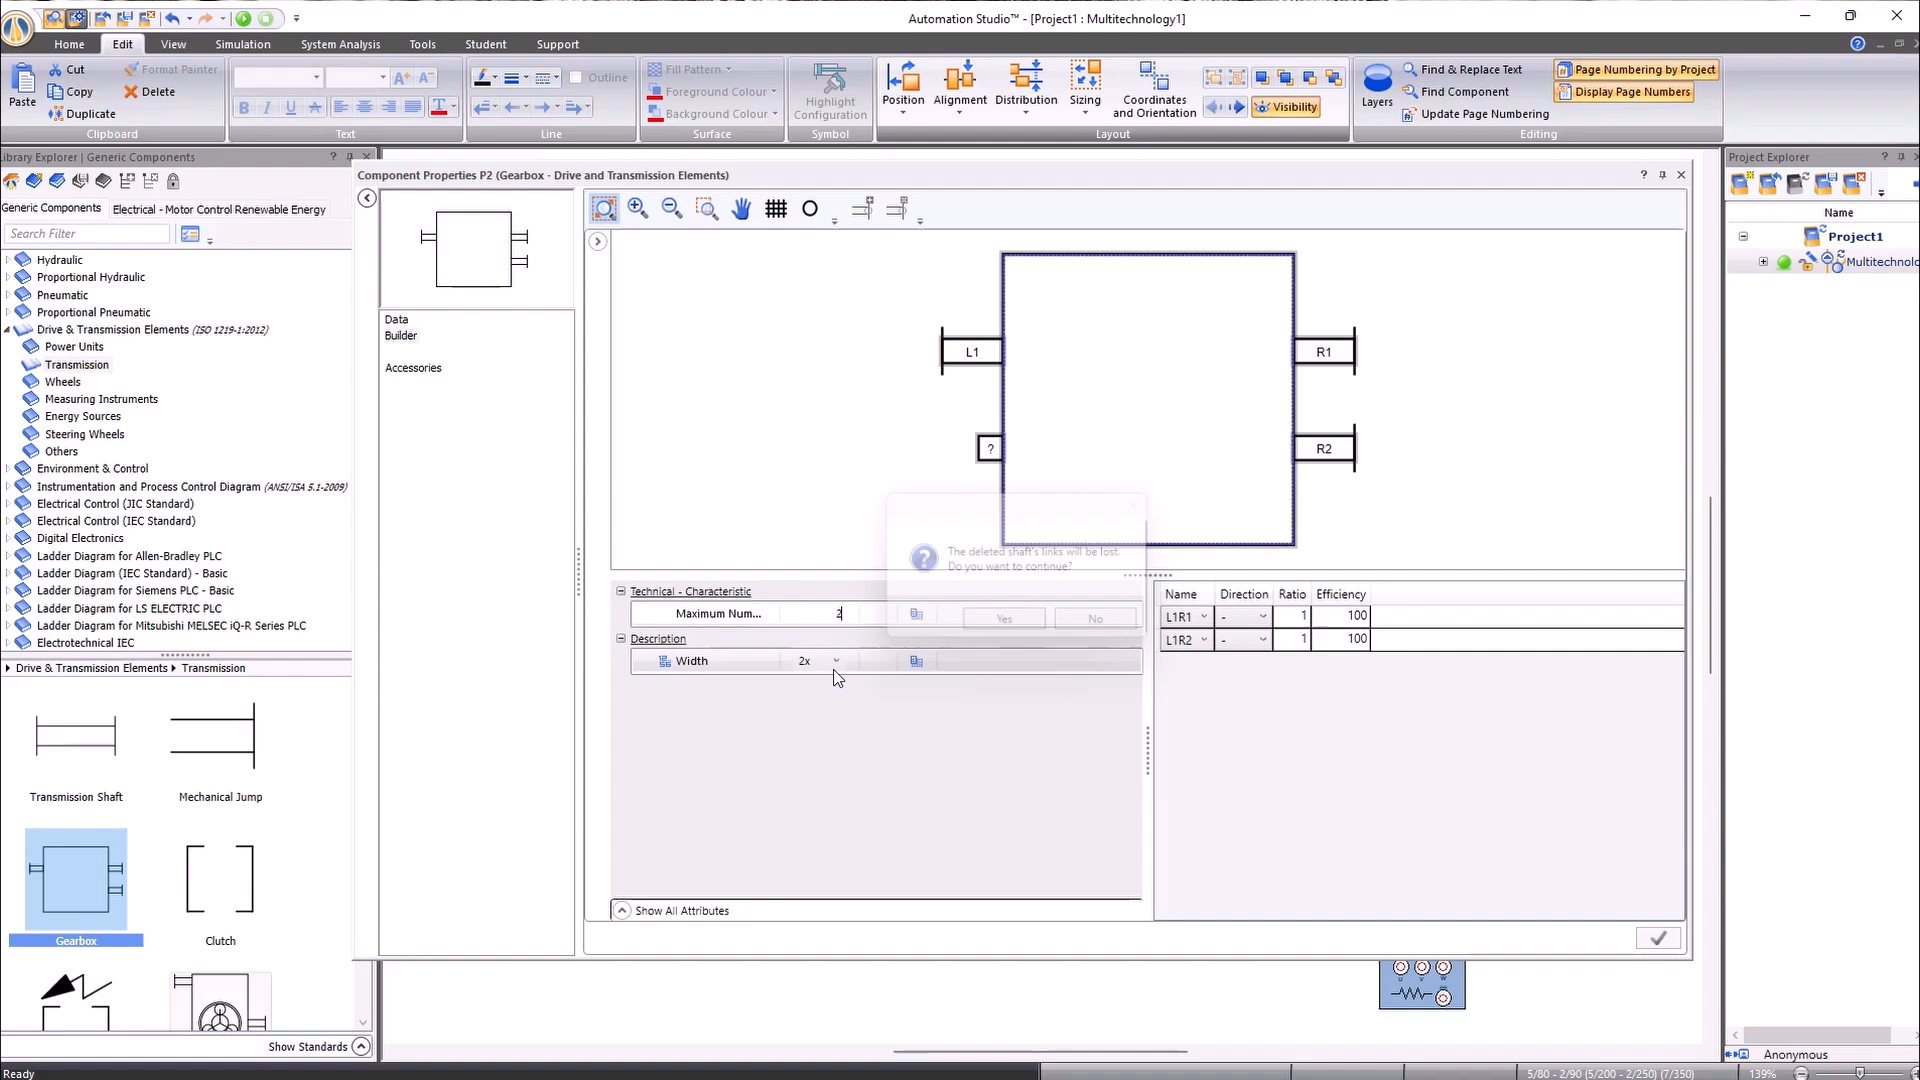 Automation Studio™ - [Project1 : Multitechnology1]
Home Edit View Simulation System Analysis Tools Student Support
Paste
Cut
Copy
Duplicate
Format Painter
Delete
Clipboard
A+ A-
B I U A T
Text
Outline
Line
Fill Pattern
Foreground Colour
Background Colour
Surface
Highlight
Configuration
Symbol
Position
Alignment
Distribution
Sizing
Coordinates
and Orientation
Visibility
Layout
Layers
Find & Replace Text
Find Component
Update Page Numbering
Page Numbering by Project
Display Page Numbers
Editing
Library Explorer | Generic Components
Generic Components
Electrical - Motor Control Renewable Energy
Search Filter
Hydraulic
Proportional Hydraulic
Pneumatic
Proportional Pneumatic
Drive & Transmission Elements (ISO 1219-1:2012)
Power Units
Transmission
Wheels
Measuring Instruments
Energy Sources
Steering Wheels
Others
Environment & Control
Instrumentation and Process Control Diagram (ANSI/ISA 5.1-2009)
Electrical Control (JIC Standard)
Electrical Control (IEC Standard)
Digital Electronics
Ladder Diagram for Allen-Bradley PLC
Ladder Diagram (IEC Standard) - Basic
Ladder Diagram for Siemens PLC - Basic
Ladder Diagram for LS ELECTRIC PLC
Ladder Diagram for Mitsubishi MELSEC iQ-R Series PLC
Electrotechnical IEC
Drive & Transmission Elements Transmission
Transmission Shaft
Mechanical Jump
Gearbox
Clutch
Show Standards
Ready
Component Properties P2 (Gearbox - Drive and Transmission Elements)
Data
Builder
Accessories
L1
R1
?
R2
The deleted shaft's links will be lost.
Do you want to continue?
Yes No
Technical - Characteristic
Maximum Num... 2
Description
Width 2x
Show All Attributes
Name Direction Ratio Efficiency
L1R1 - 1 100
L1R2 - 1 100
Project Explorer
Name
Project1
Multitechnolo
Anonymous
5/80 - 2/90 (5/200 - 2/250) (7/350) 139%